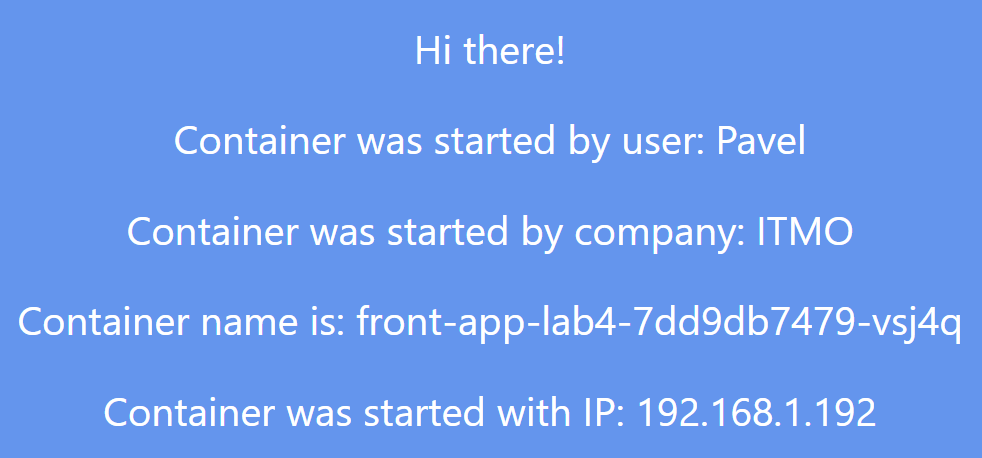 Hi there!
Container was started by user: Pavel
Container was started by company: ITMO
Container name is: front-app-lab4-7dd9db7479-vsj4q
Container was started with IP: 192.168.1.192